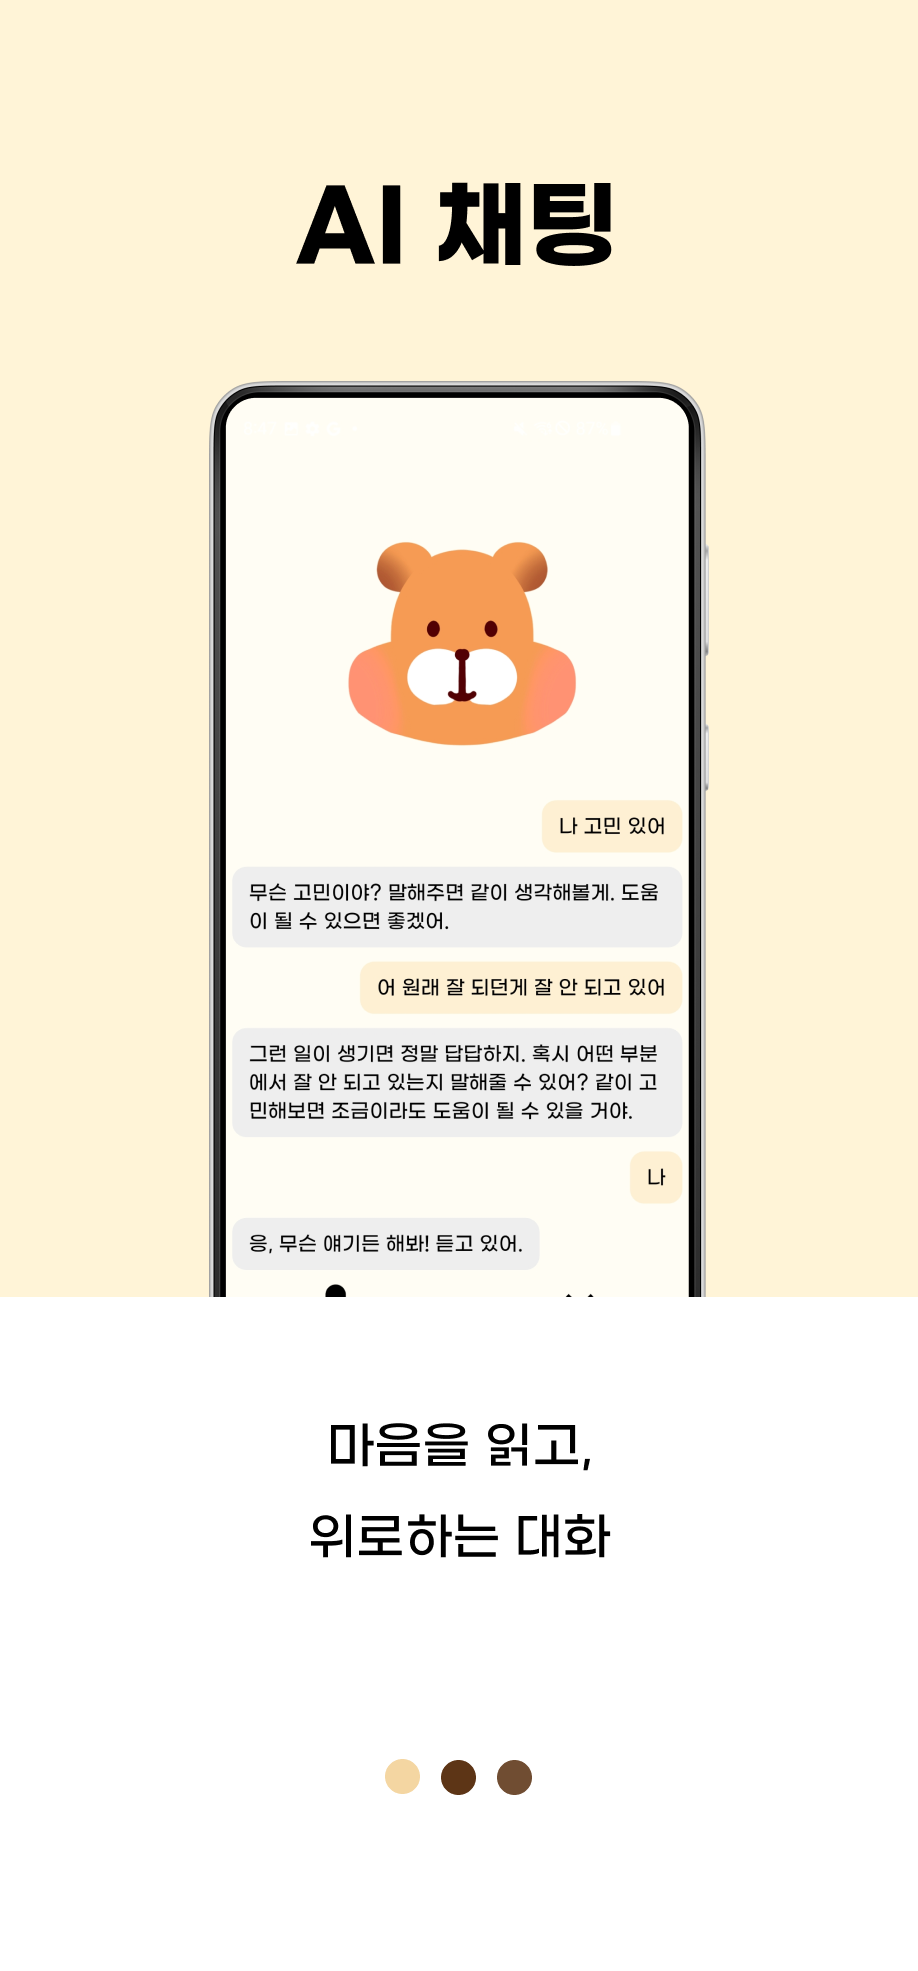 AI 채팅
나 고민 있어
무슨 고민이야? 말해주면 같이 생각해볼게. 도움
이 될 수 있으면 좋겠어.
어 원래 잘 되던게 잘 안 되고 있어
그런 일이 생기면 정말 답답하지. 혹시 어떤 부분
에서 잘 안 되고 있는지 말해줄 수 있어? 같이 고
민해보면 조금이라도 도움이 될 수 있을 거야.
나
응, 무슨 얘기든 해봐! 듣고 있어.
마음을 읽고,
위로하는 대화